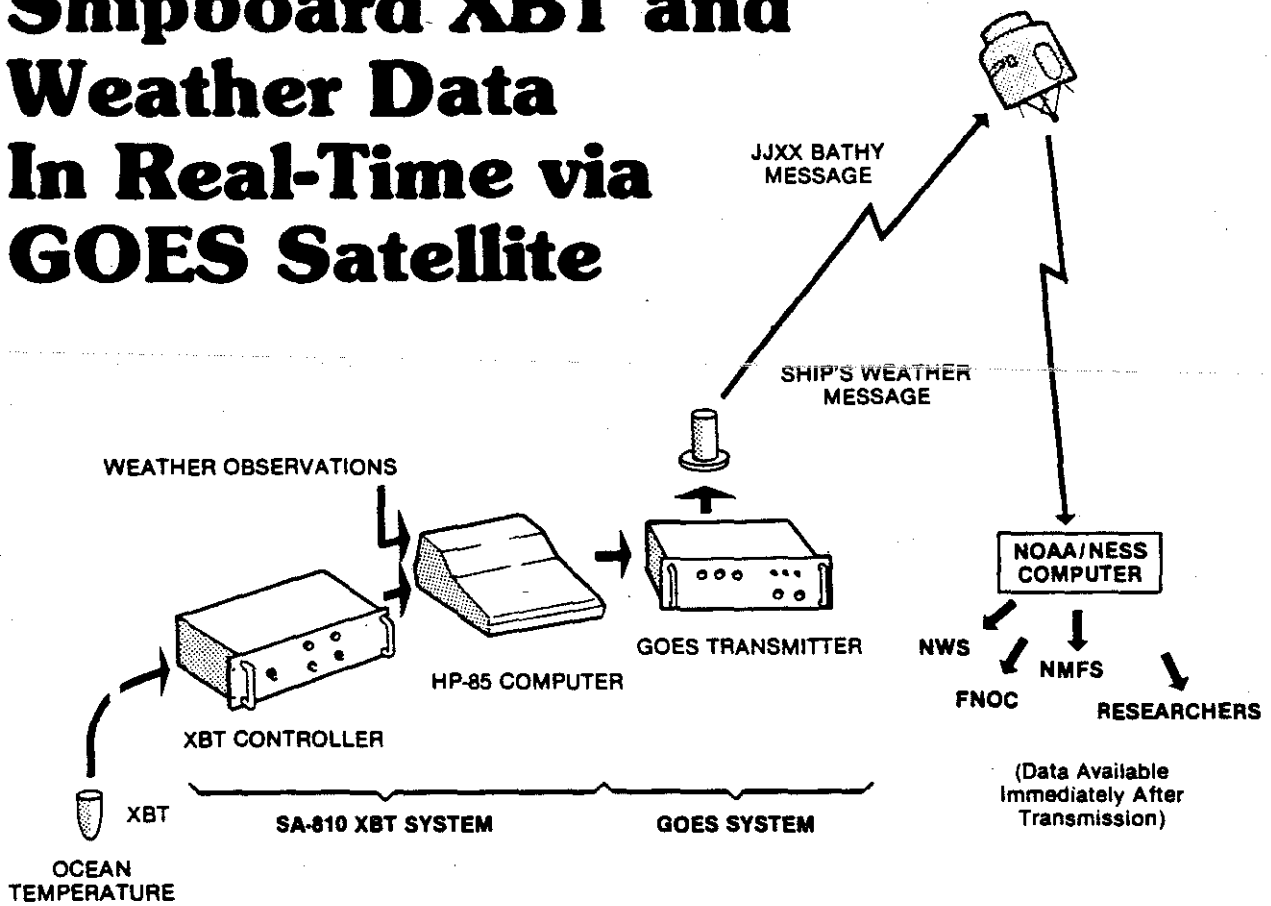 Shipboard XBT and
Weather Data
In Real-Time via
GOES Satellite
JJXX BATHY
MESSAGE
SHIP'S WEATHER
MESSAGE
WEATHER OBSERVATIONS
NOAA/NESS
COMPUTER
GOES TRANSMITTER
HP-85 COMPUTER
XBT CONTROLLER
NWS
FNOC
NMFS
RESEARCHERS
(Data Available
Immediately After
Transmission)
XBT
OCEAN
TEMPERATURE
SA-810 XBT SYSTEM
GOES SYSTEM